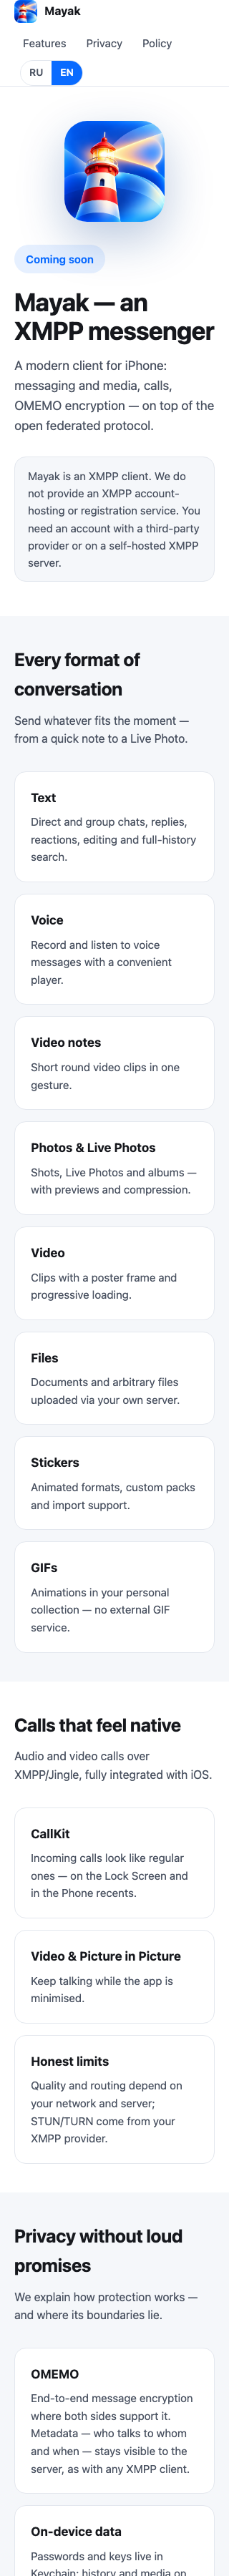 Mayak
Features Privacy Policy
RU EN
Coming soon
Mayak — an
XMPP messenger
A modern client for iPhone:
messaging and media, calls,
OMEMO encryption — on top of the
open federated protocol.
Mayak is an XMPP client. We do
not provide an XMPP account-
hosting or registration service. You
need an account with a third-party
provider or on a self-hosted XMPP
server.
Every format of
conversation
Send whatever fits the moment —
from a quick note to a Live Photo.
Text
Direct and group chats, replies,
reactions, editing and full-history
search.
Voice
Record and listen to voice
messages with a convenient
player.
Video notes
Short round video clips in one
gesture.
Photos & Live Photos
Shots, Live Photos and albums —
with previews and compression.
Video
Clips with a poster frame and
progressive loading.
Files
Documents and arbitrary files
uploaded via your own server.
Stickers
Animated formats, custom packs
and import support.
GIFs
Animations in your personal
collection — no external GIF
service.
Calls that feel native
Audio and video calls over
XMPP/Jingle, fully integrated with iOS.
CallKit
Incoming calls look like regular
ones — on the Lock Screen and
in the Phone recents.
Video & Picture in Picture
Keep talking while the app is
minimised.
Honest limits
Quality and routing depend on
your network and server;
STUN/TURN come from your
XMPP provider.
Privacy without loud
promises
We explain how protection works —
and where its boundaries lie.
OMEMO
End-to-end message encryption
where both sides support it.
Metadata — who talks to whom
and when — stays visible to the
server, as with any XMPP client.
On-device data
Passwords and keys live in
Keychain; history and media on